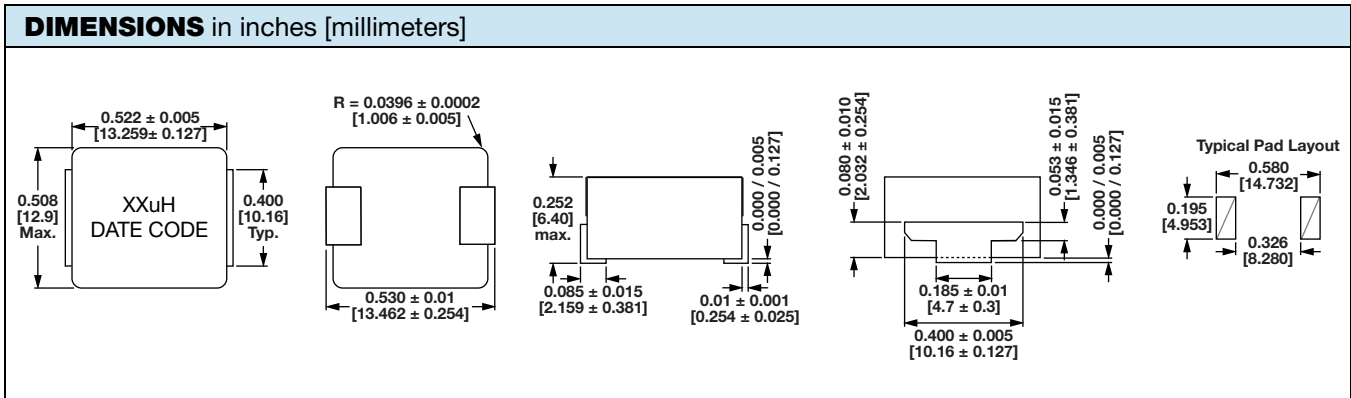 DIMENSIONS in inches [millimeters]
0.522 ± 0.005
[13.259± 0.127]
0.508
[12.9]
Max.
XXuH
DATE CODE
0.400
[10.16]
Typ.
R = 0.0396 ± 0.0002
[1.006 ± 0.005]
0.530 ± 0.01
[13.462 ± 0.254]
0.252
[6.40]
max.
0.000 / 0.005
[0.000 / 0.127]
0.085 ± 0.015
[2.159 ± 0.381]
0.01 ± 0.001
[0.254 ± 0.025]
0.080 ± 0.010
[2.032 ± 0.254]
0.053 ± 0.015
[1.346 ± 0.381]
0.000 / 0.005
[0.000 / 0.127]
0.185 ± 0.01
[4.7 ± 0.3]
0.400 ± 0.005
[10.16 ± 0.127]
Typical Pad Layout
0.580
[14.732]
0.195
[4.953]
0.326
[8.280]